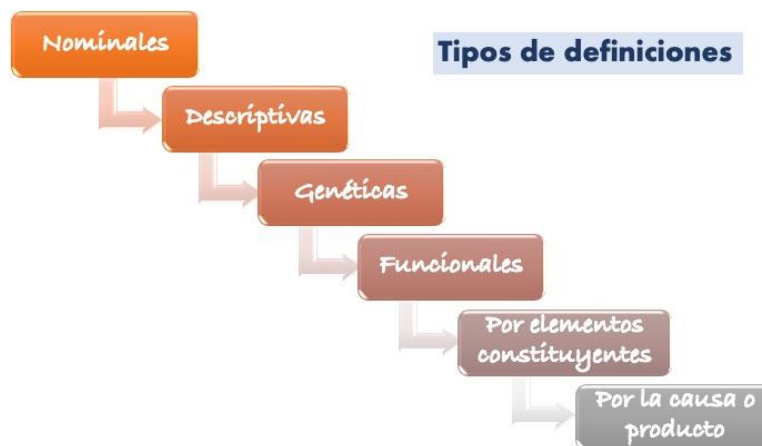 Nominales
Tipos de definiciones
Descriptivas
Genéticas
Funcionales
Por elementos
constituyentes
Por la causa o
producto